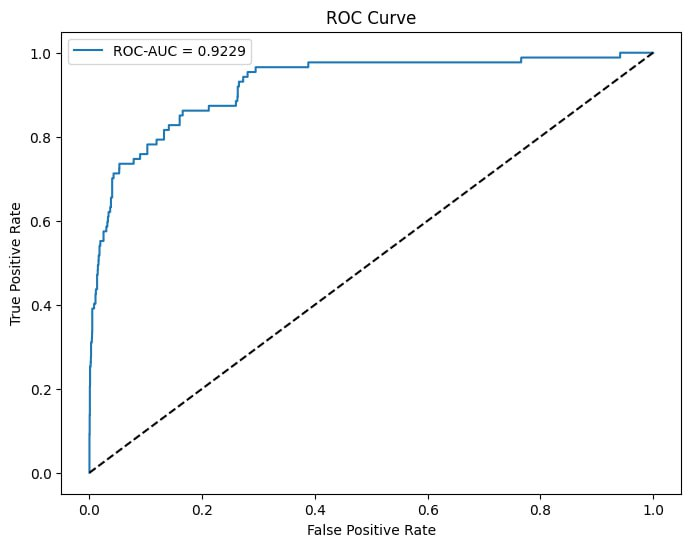 ROC Curve
ROC-AUC = 0.9229
True Positive Rate
1.0
0.8
0.6
0.4
0.2
0.0
0.0 0.2 0.4 0.6 0.8 1.0
False Positive Rate